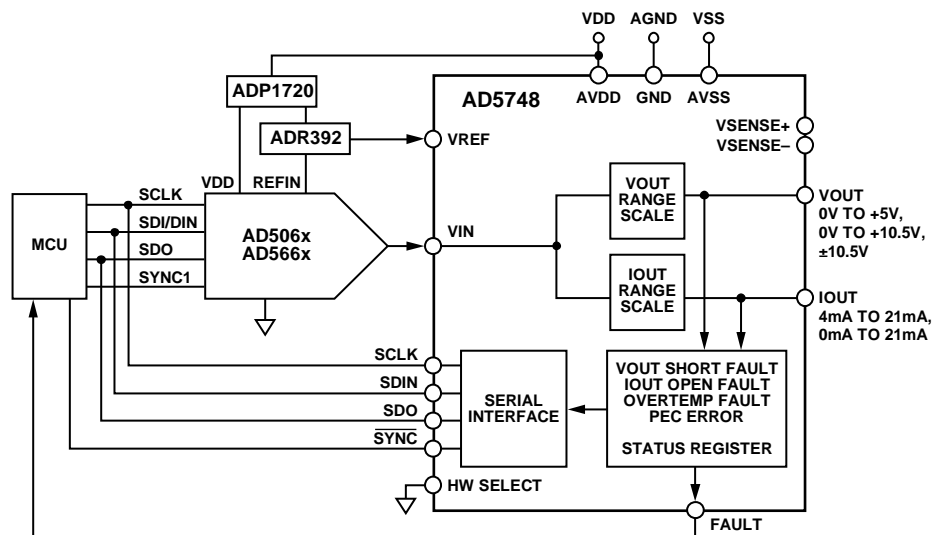 VDD AGND VSS
ADP1720
AD5748
AVDD GND AVSS
ADR392
VREF
VSENSE+
VSENSE–
VDD REFIN
SCLK
SDI/DIN
SDO
SYNC1
MCU
AD506x
AD566x
VIN
VOUT
RANGE
SCALE
VOUT
0V TO +5V,
0V TO +10.5V,
±10.5V
IOUT
RANGE
SCALE
IOUT
4mA TO 21mA,
0mA TO 21mA
SCLK
SDIN
SDO
SYNC
SERIAL
INTERFACE
VOUT SHORT FAULT
IOUT OPEN FAULT
OVERTEMP FAULT
PEC ERROR
STATUS REGISTER
HW SELECT
FAULT